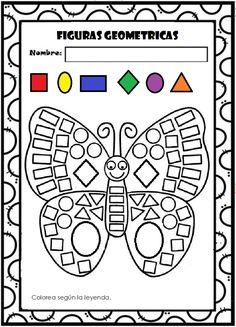 FIGURAS GEOMETRICAS
Nombre:
Colorea según la leyenda.